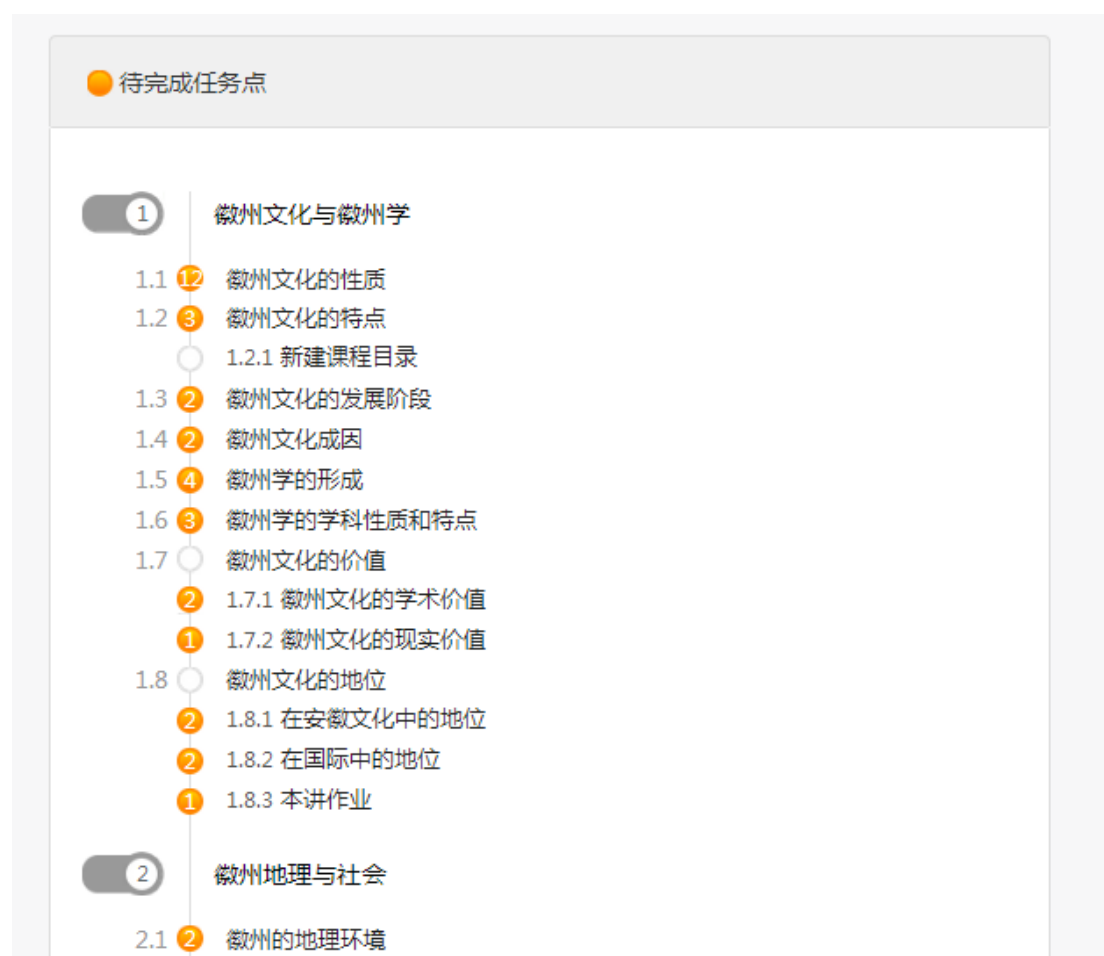 待完成任务点
1 徽州文化与徽州学
1.1 12 徽州文化的性质
1.2 3 徽州文化的特点
1.2.1 新建课程目录
1.3 2 徽州文化的发展阶段
1.4 2 徽州文化成因
1.5 4 徽州学的形成
1.6 3 徽州学的学科性质和特点
1.7 徽州文化的价值
2 1.7.1 徽州文化的学术价值
1 1.7.2 徽州文化的现实价值
1.8 徽州文化的地位
2 1.8.1 在安徽文化中的地位
2 1.8.2 在国际中的地位
1 1.8.3 本讲作业
2 徽州地理与社会
2.1 2 徽州的地理环境